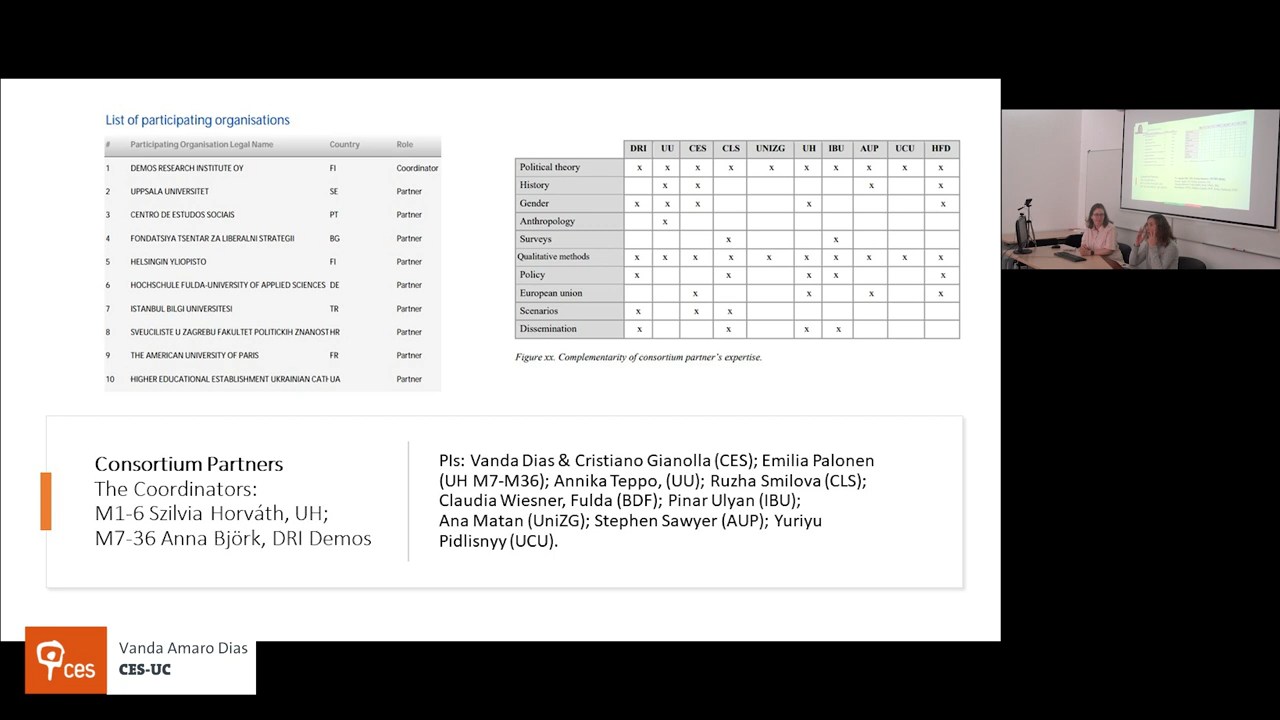 List of participating organisations
# Participating Organisation Legal Name Country Role
1 DEMOS RESEARCH INSTITUTE OY FI Coordinator
2 UPPSALA UNIVERSITET SE Partner
3 CENTRO DE ESTUDOS SOCIAIS PT Partner
4 FONDATSIYA TSENTAR ZA LIBERALNI STRATEGII BG Partner
5 HELSINGIN YLIOPISTO FI Partner
6 HOCHSCHULE FULDA-UNIVERSITY OF APPLIED SCIENCES DE Partner
7 ISTANBUL BILGI UNIVERSITESI TR Partner
8 SVEUCILISTE U ZAGREBU FAKULTET POLITICKIH ZNANOST HR Partner
9 THE AMERICAN UNIVERSITY OF PARIS FR Partner
10 HIGHER EDUCATIONAL ESTABLISHMENT UKRAINIAN CATH UA Partner
DRI UU CES CLS UNIZG UH IBU AUP UCU HFD
Political theory x x x x x x x x x x
History x x x x
Gender x x x x x
Anthropology x
Surveys x x
Qualitative methods x x x x x x x x x x
Policy x x x x x
European union x x x x
Scenarios x x x
Dissemination x x x x
Figure xx. Complementarity of consortium partner's expertise.
Consortium Partners
The Coordinators:
M1-6 Szilvia Horváth, UH;
M7-36 Anna Björk, DRI Demos
PIs: Vanda Dias & Cristiano Gianolla (CES); Emilia Palonen
(UH M7-M36); Annika Teppo, (UU); Ruzha Smilova (CLS);
Claudia Wiesner, Fulda (BDF); Pinar Ulyan (IBU);
Ana Matan (UniZG); Stephen Sawyer (AUP); Yuriyu
Pidlisnyy (UCU).
ces
Vanda Amaro Dias
CES-UC